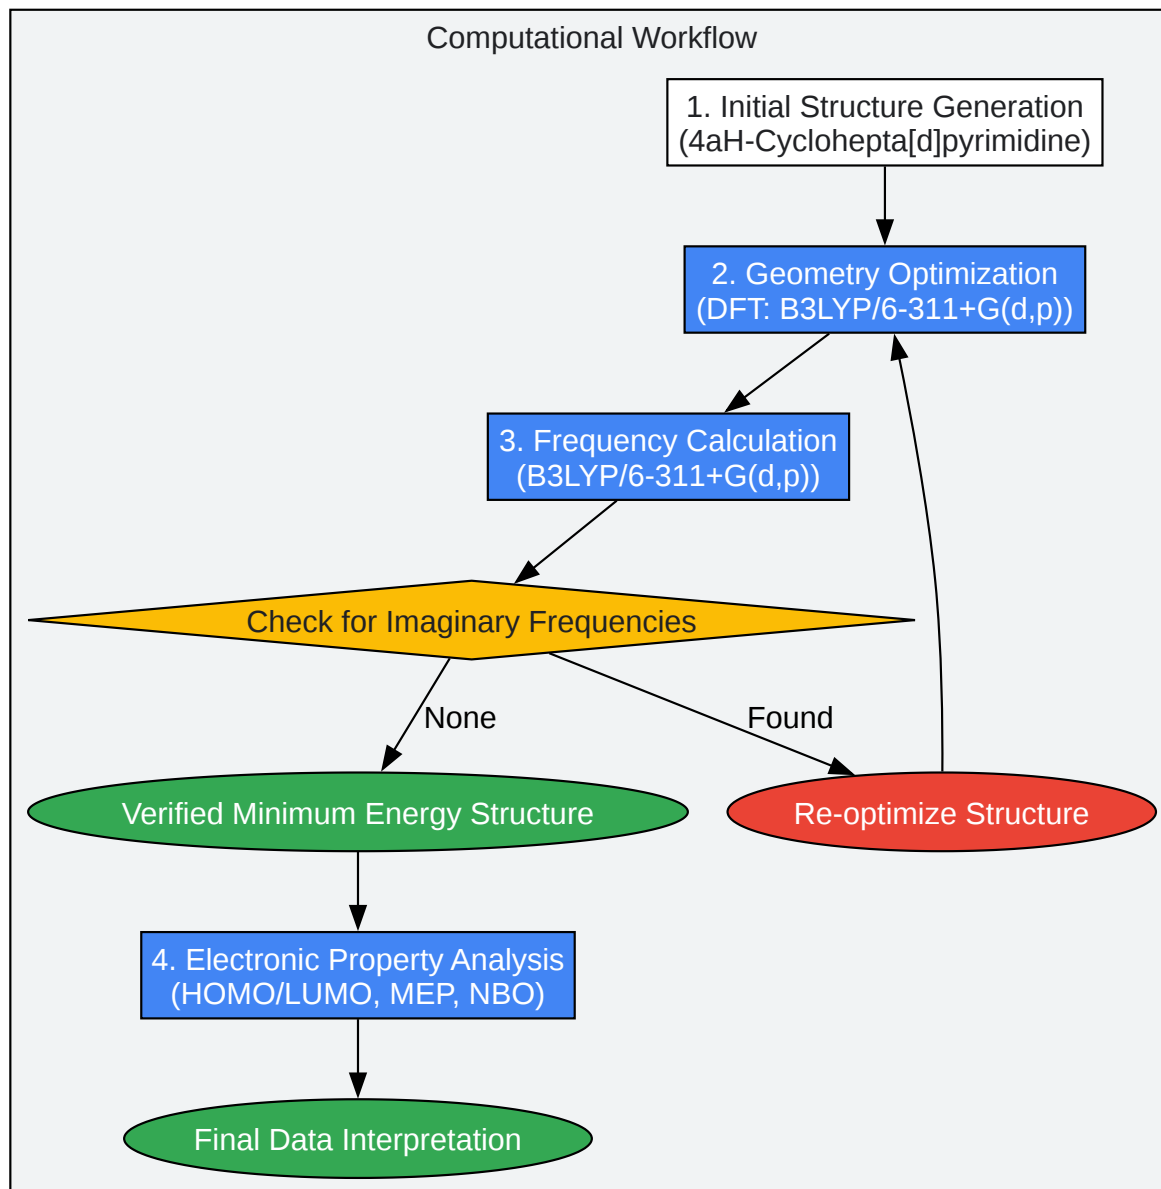 Computational Workflow
1. Initial Structure Generation
(4aH-Cyclohepta[d]pyrimidine)
2. Geometry Optimization
(DFT: B3LYP/6-311+G(d,p))
3. Frequency Calculation
(B3LYP/6-311+G(d,p))
Check for Imaginary Frequencies
None
Found
Verified Minimum Energy Structure
Re-optimize Structure
4. Electronic Property Analysis
(HOMO/LUMO, MEP, NBO)
Final Data Interpretation